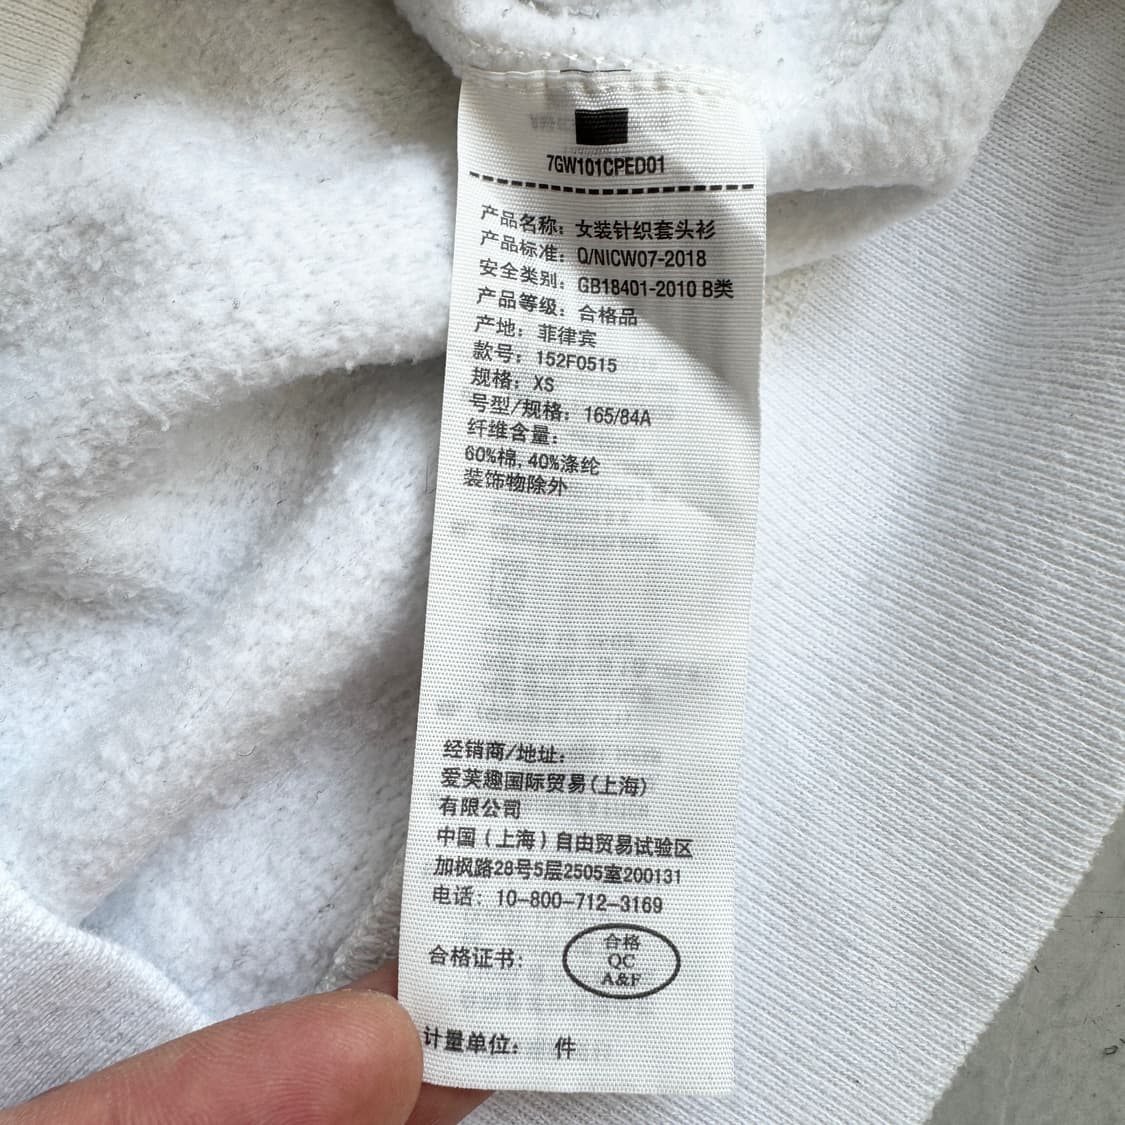 7GW101CPED01
产品名称: 女装针织套头衫
产品标准: Q/NICW07-2018
安全类别: GB18401-2010 B类
产品等级: 合格品
产地: 菲律宾
款号: 152F0515
规格: XS
号型/规格: 165/84A
纤维含量:
60%棉, 40%涤纶
装饰物除外
经销商/地址:
爱芙趣国际贸易(上海)
有限公司
中国(上海)自由贸易试验区
加枫路28号5层2505室200131
电话: 10-800-712-3169
合格证书:
合格
QC
A&F
计量单位: 件